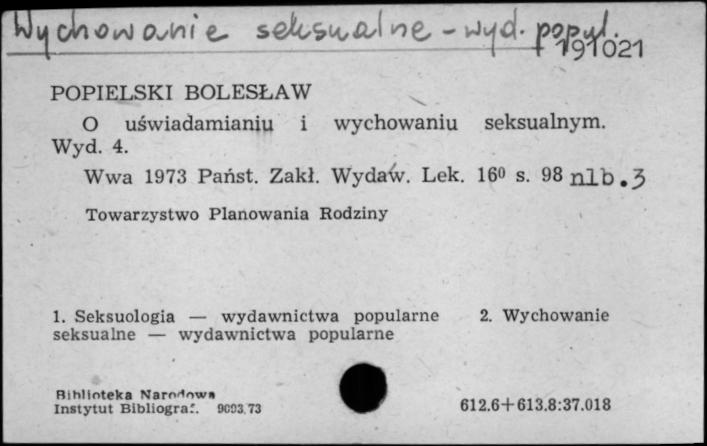 Wychowanie seksualne - wyd. popul.
191021
POPIELSKI BOLESŁAW
O uświadamianiu i wychowaniu seksualnym.
Wyd. 4.
Wwa 1973 Państ. Zakł. Wydaw. Lek. 16⁰ s. 98 nlb. 3
Towarzystwo Planowania Rodziny
1. Seksuologia — wydawnictwa popularne 2. Wychowanie
seksualne — wydawnictwa popularne
Biblioteka Narodowa
Instytut Bibliograf. 9093.73
612.6+613.8:37.018